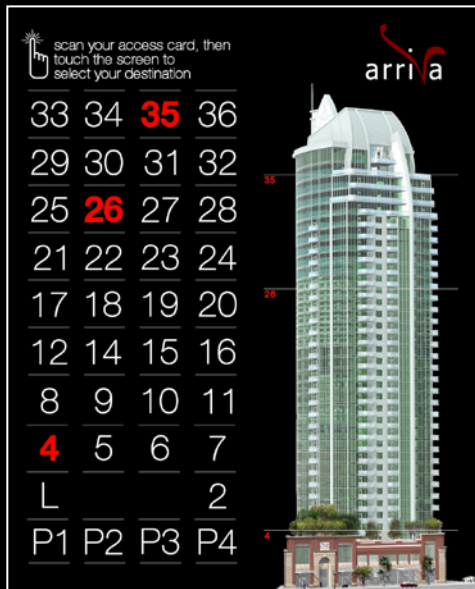 scan your access card, then
touch the screen to
select your destination
arriva
33 34 35 36
29 30 31 32
25 26 27 28
21 22 23 24
17 18 19 20
12 14 15 16
8 9 10 11
4 5 6 7
L 2
P1 P2 P3 P4
35
26
4